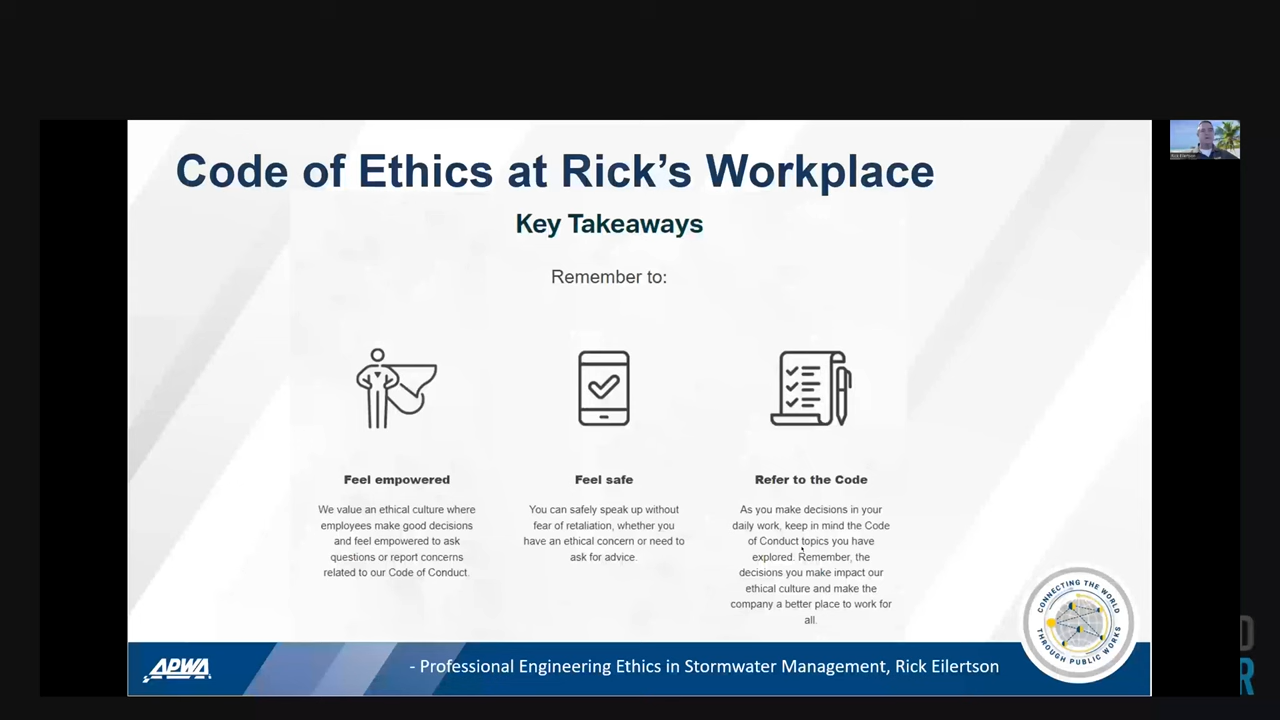 Code of Ethics at Rick's Workplace
Key Takeaways
Remember to:
Feel empowered
We value an ethical culture where
employees make good decisions
and feel empowered to ask
questions or report concerns
related to our Code of Conduct.
Feel safe
You can safely speak up without
fear of retaliation, whether you
have an ethical concern or need to
ask for advice.
Refer to the Code
As you make decisions in your
daily work, keep in mind the Code
of Conduct topics you have
explored. Remember, the
decisions you make impact our
ethical culture and make the
company a better place to work for
all.
CONNECTING THE WORLD
THROUGH PUBLIC WORKS
APWA
- Professional Engineering Ethics in Stormwater Management, Rick Eilertson
Rick Eilertson
D
R